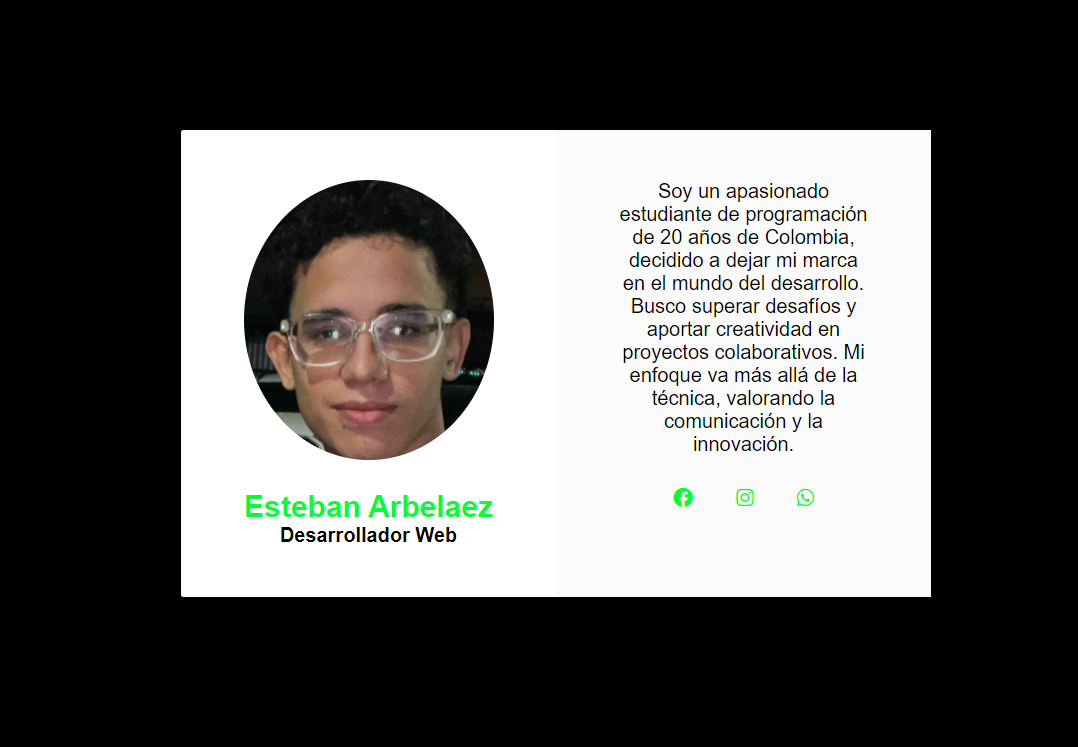 Esteban Arbelaez
Desarrollador Web
Soy un apasionado
estudiante de programación
de 20 años de Colombia,
decidido a dejar mi marca
en el mundo del desarrollo.
Busco superar desafíos y
aportar creatividad en
proyectos colaborativos. Mi
enfoque va más allá de la
técnica, valorando la
comunicación y la
innovación.